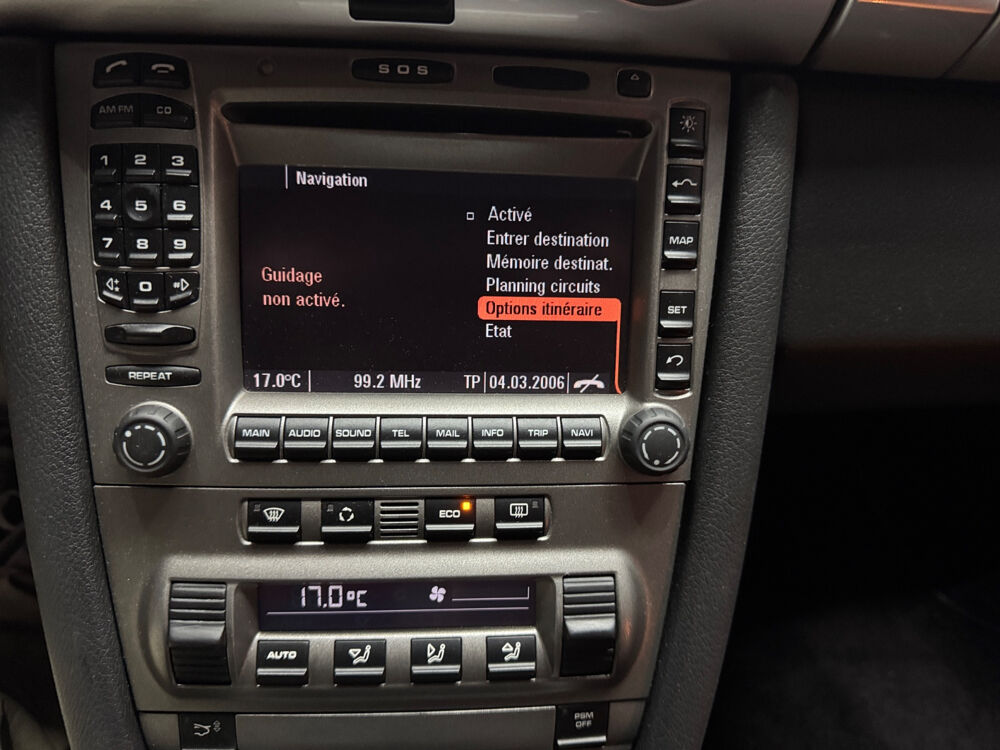 SOS
AM FM CD
1 2 3
4 5 6
7 8 9
0
REPEAT
Navigation
Activé
Entrer destination
Mémoire destinat.
Planning circuits
Options itinéraire
Etat
Guidage
non activé.
17.0°C 99.2 MHz TP 04.03.2006
MAP
SET
MAIN AUDIO SOUND TEL MAIL INFO TRIP NAVI
ECO
17.0°C
AUTO
PSM
OFF